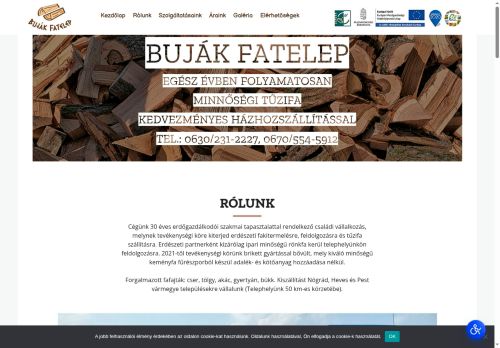 BUJÁK FATELEP
Kezdőlap Rólunk Szolgáltatásaink Áraink Galéria Elérhetőségek
BUJÁK FATELEP
EGÉSZ ÉVBEN FOLYAMATOSAN
MINNŐSÉGI TŰZIFA
KEDVEZMÉNYES HÁZHOZSZÁLLÍTÁSSAL
TEL.: 0630/231-2227, 0670/554-5912
RÓLUNK
Cégünk 30 éves erdőgazdálkodói szakmai tapasztalattal rendelkező családi vállalkozás,
melynek tevékenységi köre kiterjed erdészeti fakitermelésre, feldolgozásra és tűzifa
szállításra. Erdészeti partnerként kizárólag ipari minőségű rönkfa kerül telephelyünkön
feldolgozásra. 2021-től tevékenységi körünk brikett gyártással bővült, mely kiváló minőségű
keményfa fűrészporból készül adalék- és kötőanyag hozzáadása nélkül.
Forgalmazott fafajták: cser, tölgy, akác, gyertyán, bükk. Kiszállítást Nógrád, Heves és Pest
vármegye településekre vállalunk (Telephelyünk 50 km-es körzetébe).
A jobb felhasználói élmény érdekében az oldalon cookie-kat használunk. Oldalunk használatával, Ön elfogadja a cookie-k használatát. OK